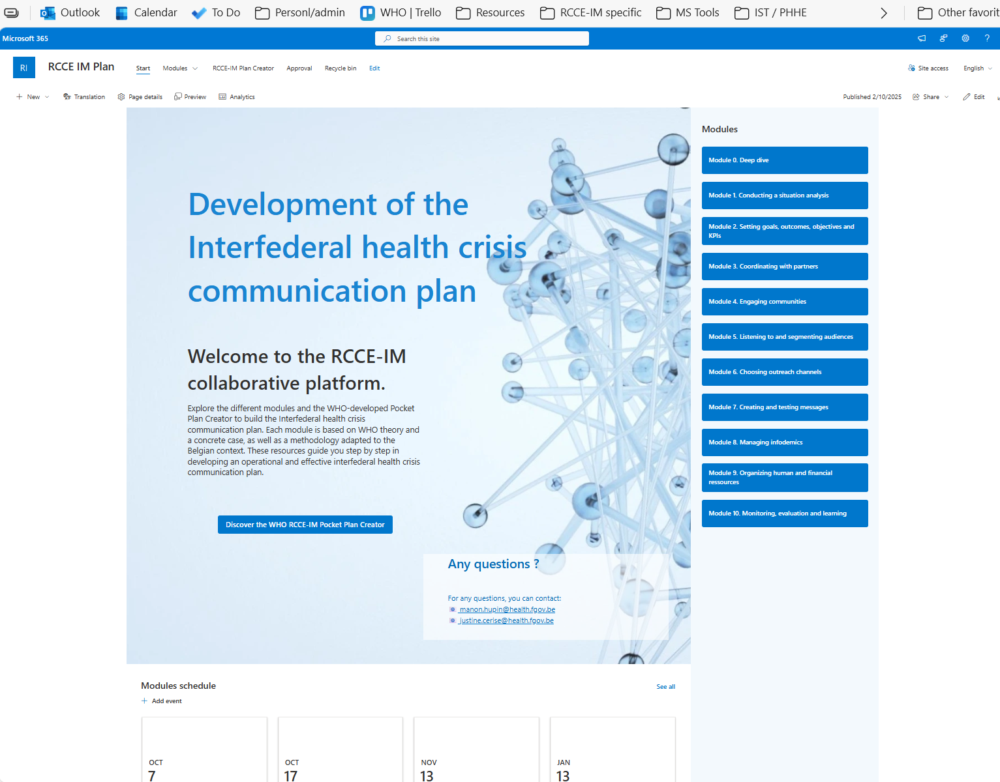 Outlook Calendar To Do Personl/admin WHO | Trello Resources RCCE-IM specific MS Tools IST / PHHE Other favorit
Microsoft 365 Search this site ?
RI RCCE IM Plan Start Modules RCCE-IM Plan Creator Approval Recycle bin Edit Site access English
+ New Translation Page details Preview Analytics Published 2/10/2025 Share Edit
Development of the
Interfederal health crisis
communication plan
Welcome to the RCCE-IM
collaborative platform.
Explore the different modules and the WHO-developed Pocket
Plan Creator to build the Interfederal health crisis
communication plan. Each module is based on WHO theory and
a concrete case, as well as a methodology adapted to the
Belgian context. These resources guide you step by step in
developing an operational and effective interfederal health crisis
communication plan.
Discover the WHO RCCE-IM Pocket Plan Creator
Any questions ?
For any questions, you can contact:
manon.hupin@health.fgov.be
justine.cerise@health.fgov.be
Modules
Module 0. Deep dive
Module 1. Conducting a situation analysis
Module 2. Setting goals, outcomes, objectives and
KPIs
Module 3. Coordinating with partners
Module 4. Engaging communities
Module 5. Listening to and segmenting audiences
Module 6. Choosing outreach channels
Module 7. Creating and testing messages
Module 8. Managing infodemics
Module 9. Organizing human and financial
ressources
Module 10. Monitoring, evaluation and learning
Modules schedule See all
+ Add event
OCT OCT NOV JAN
7 17 13 13